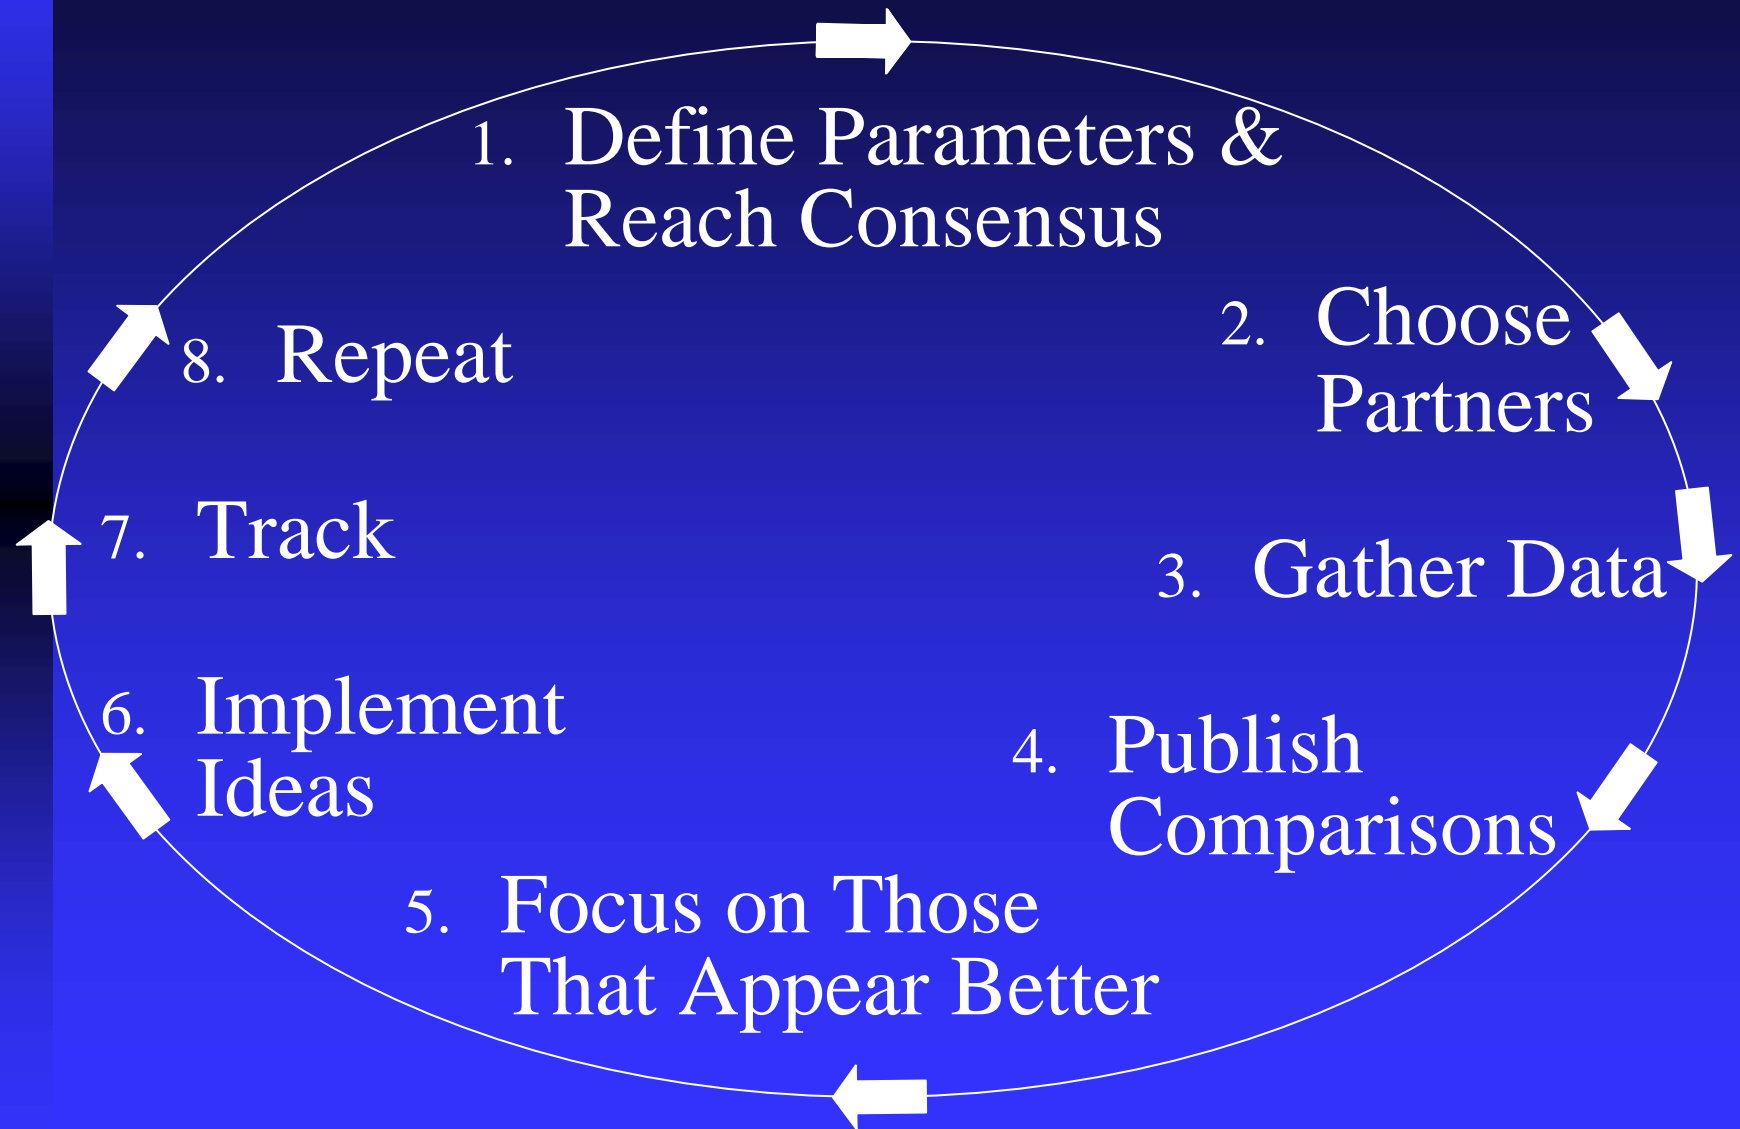 1. Define Parameters &
Reach Consensus
2. Choose
Partners
3. Gather Data
4. Publish
Comparisons
5. Focus on Those
That Appear Better
6. Implement
Ideas
7. Track
8. Repeat